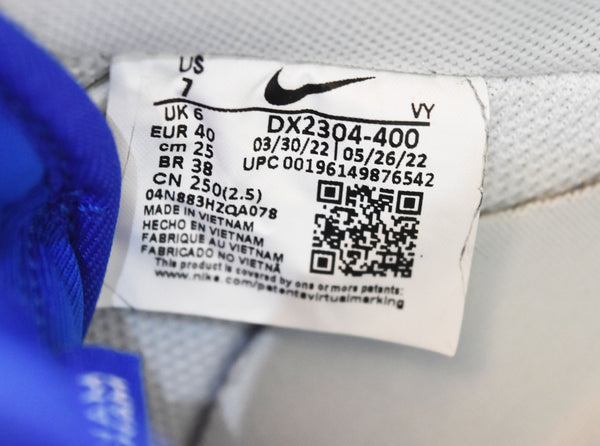 US
7
VY
UK 6
EUR 40
cm 25
BR 38
CN 250(2.5)
DX2304-400
03/30/22 | 05/26/22
UPC 00196149876542
04N883HZQA078
MADE IN VIETNAM
HECHO EN VIETNAM
FABRIQUE AU VIETNAM
FABRICADO NO VIETNÃ
This product is covered by one or more patents:
www.nike.com/patentsvirtualmarking